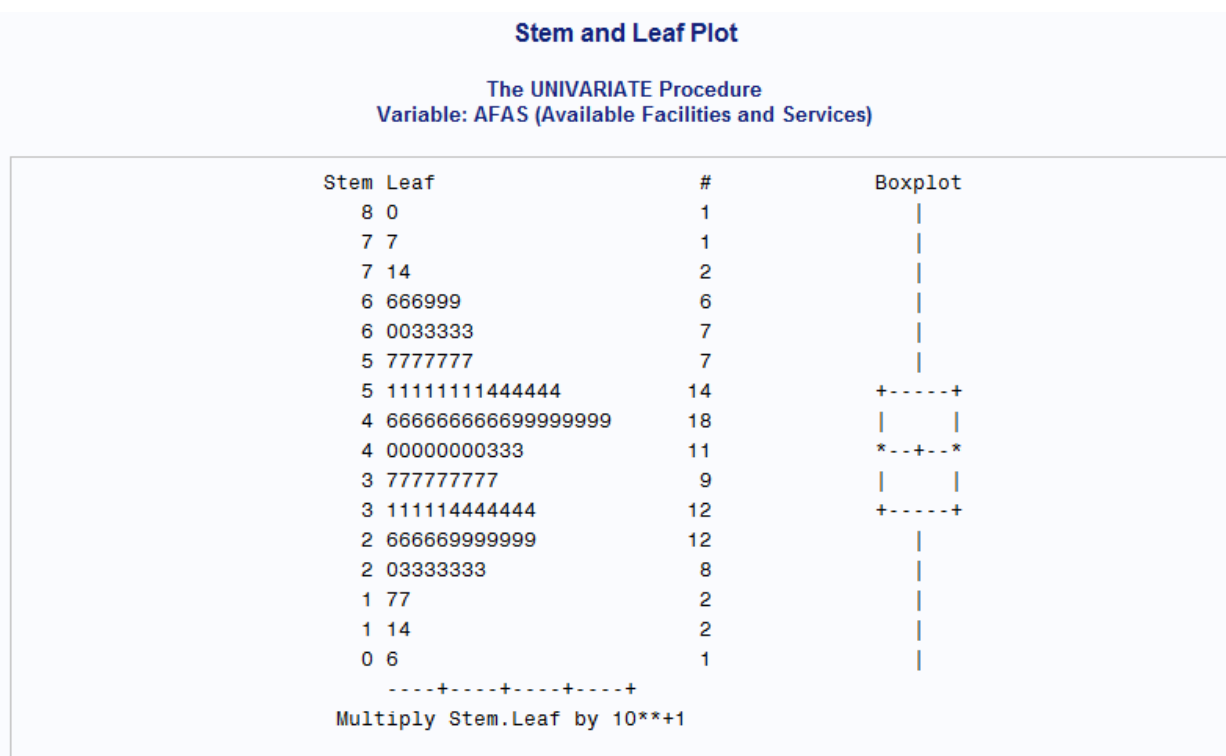 Stem and Leaf Plot
The UNIVARIATE Procedure
Variable: AFAS (Available Facilities and Services)
Stem Leaf # Boxplot
8 0 1 |
7 7 1 |
7 14 2 |
6 666999 6 |
6 0033333 7 |
5 7777777 7 |
5 11111111444444 14 +-----+
4 666666666699999999 18 | |
4 00000000333 11 *--+--*
3 777777777 9 | |
3 111114444444 12 +-----+
2 666669999999 12 |
2 03333333 8 |
1 77 2 |
1 14 2 |
0 6 1 |
----+----+----+----+
Multiply Stem.Leaf by 10**+1